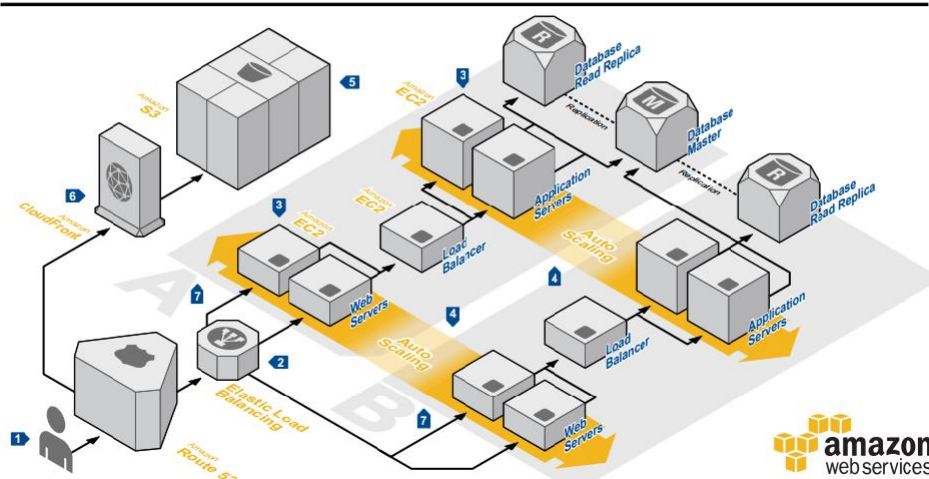 Amazon
S3
5
6
Amazon
CloudFront
1
Amazon
Route 53
2
Elastic Load
Balancing
7
3
Amazon
EC2
Web
Servers
Amazon
EC2
Load
Balancer
Amazon
EC2
3
Application
Servers
Auto
Scaling
4
Auto
Scaling
4
A
B
7
Web
Servers
Load
Balancer
Application
Servers
R
Database
Read Replica
Replication
M
Database
Master
Replication
R
Database
Read Replica
amazon
web services